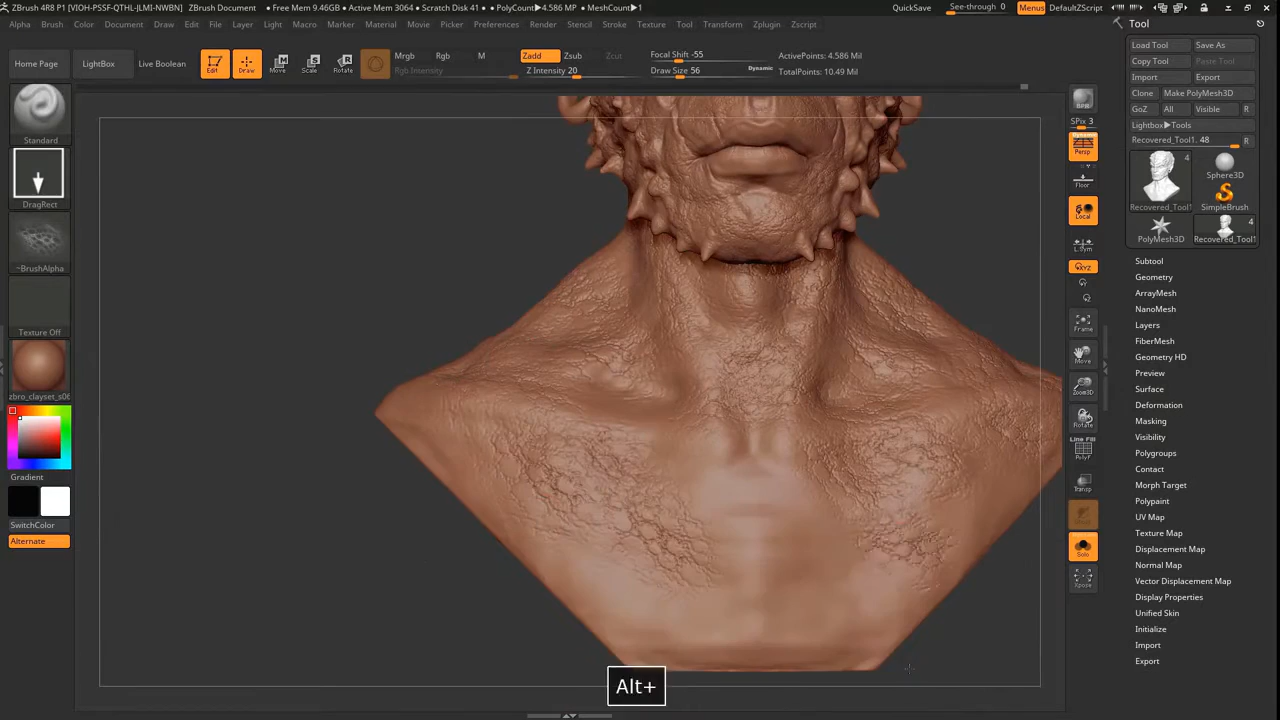 ZBrush 4R8 P1 [VIOH-PSSF-QTHL-JLMI-NWBN]
ZBrush Document
• Free Mem 9.46GB • Active Mem 3064 • Scratch Disk 41 • PolyCount▶4.586 MP • MeshCount▶1
QuickSave
See-through 0
Menus
DefaultZScript
Alpha
Brush
Color
Document
Draw
Edit
File
Layer
Light
Macro
Marker
Material
Movie
Picker
Preferences
Render
Stencil
Stroke
Texture
Tool
Transform
Zplugin
Zscript
Home Page
LightBox
Live Boolean
Edit
Draw
Move
Scale
Rotate
Mrgb
Rgb
M
Rgb Intensity
Zadd
Zsub
Zcut
Z Intensity 20
Focal Shift -55
Draw Size 56
Dynamic
ActivePoints: 4.586 Mil
TotalPoints: 10.49 Mil
Standard
DragRect
~BrushAlpha
Texture Off
zbro_clayset_s06
Gradient
SwitchColor
Alternate
Alt+
BPR
SPix 3
Dynamic
Persp
Floor
Local
L.Sym
XYZ
Frame
Move
Zoom3D
Rotate
Line Fill
PolyF
Transp
Solo
Xpose
Tool
Load Tool
Save As
Copy Tool
Paste Tool
Import
Export
Clone
Make PolyMesh3D
GoZ
All
Visible
R
Lightbox▶Tools
Recovered_Tool1. 48
R
4
Recovered_Tool1
Sphere3D
SimpleBrush
PolyMesh3D
4
Recovered_Tool1
Subtool
Geometry
ArrayMesh
NanoMesh
Layers
FiberMesh
Geometry HD
Preview
Surface
Deformation
Masking
Visibility
Polygroups
Contact
Morph Target
Polypaint
UV Map
Texture Map
Displacement Map
Normal Map
Vector Displacement Map
Display Properties
Unified Skin
Initialize
Import
Export